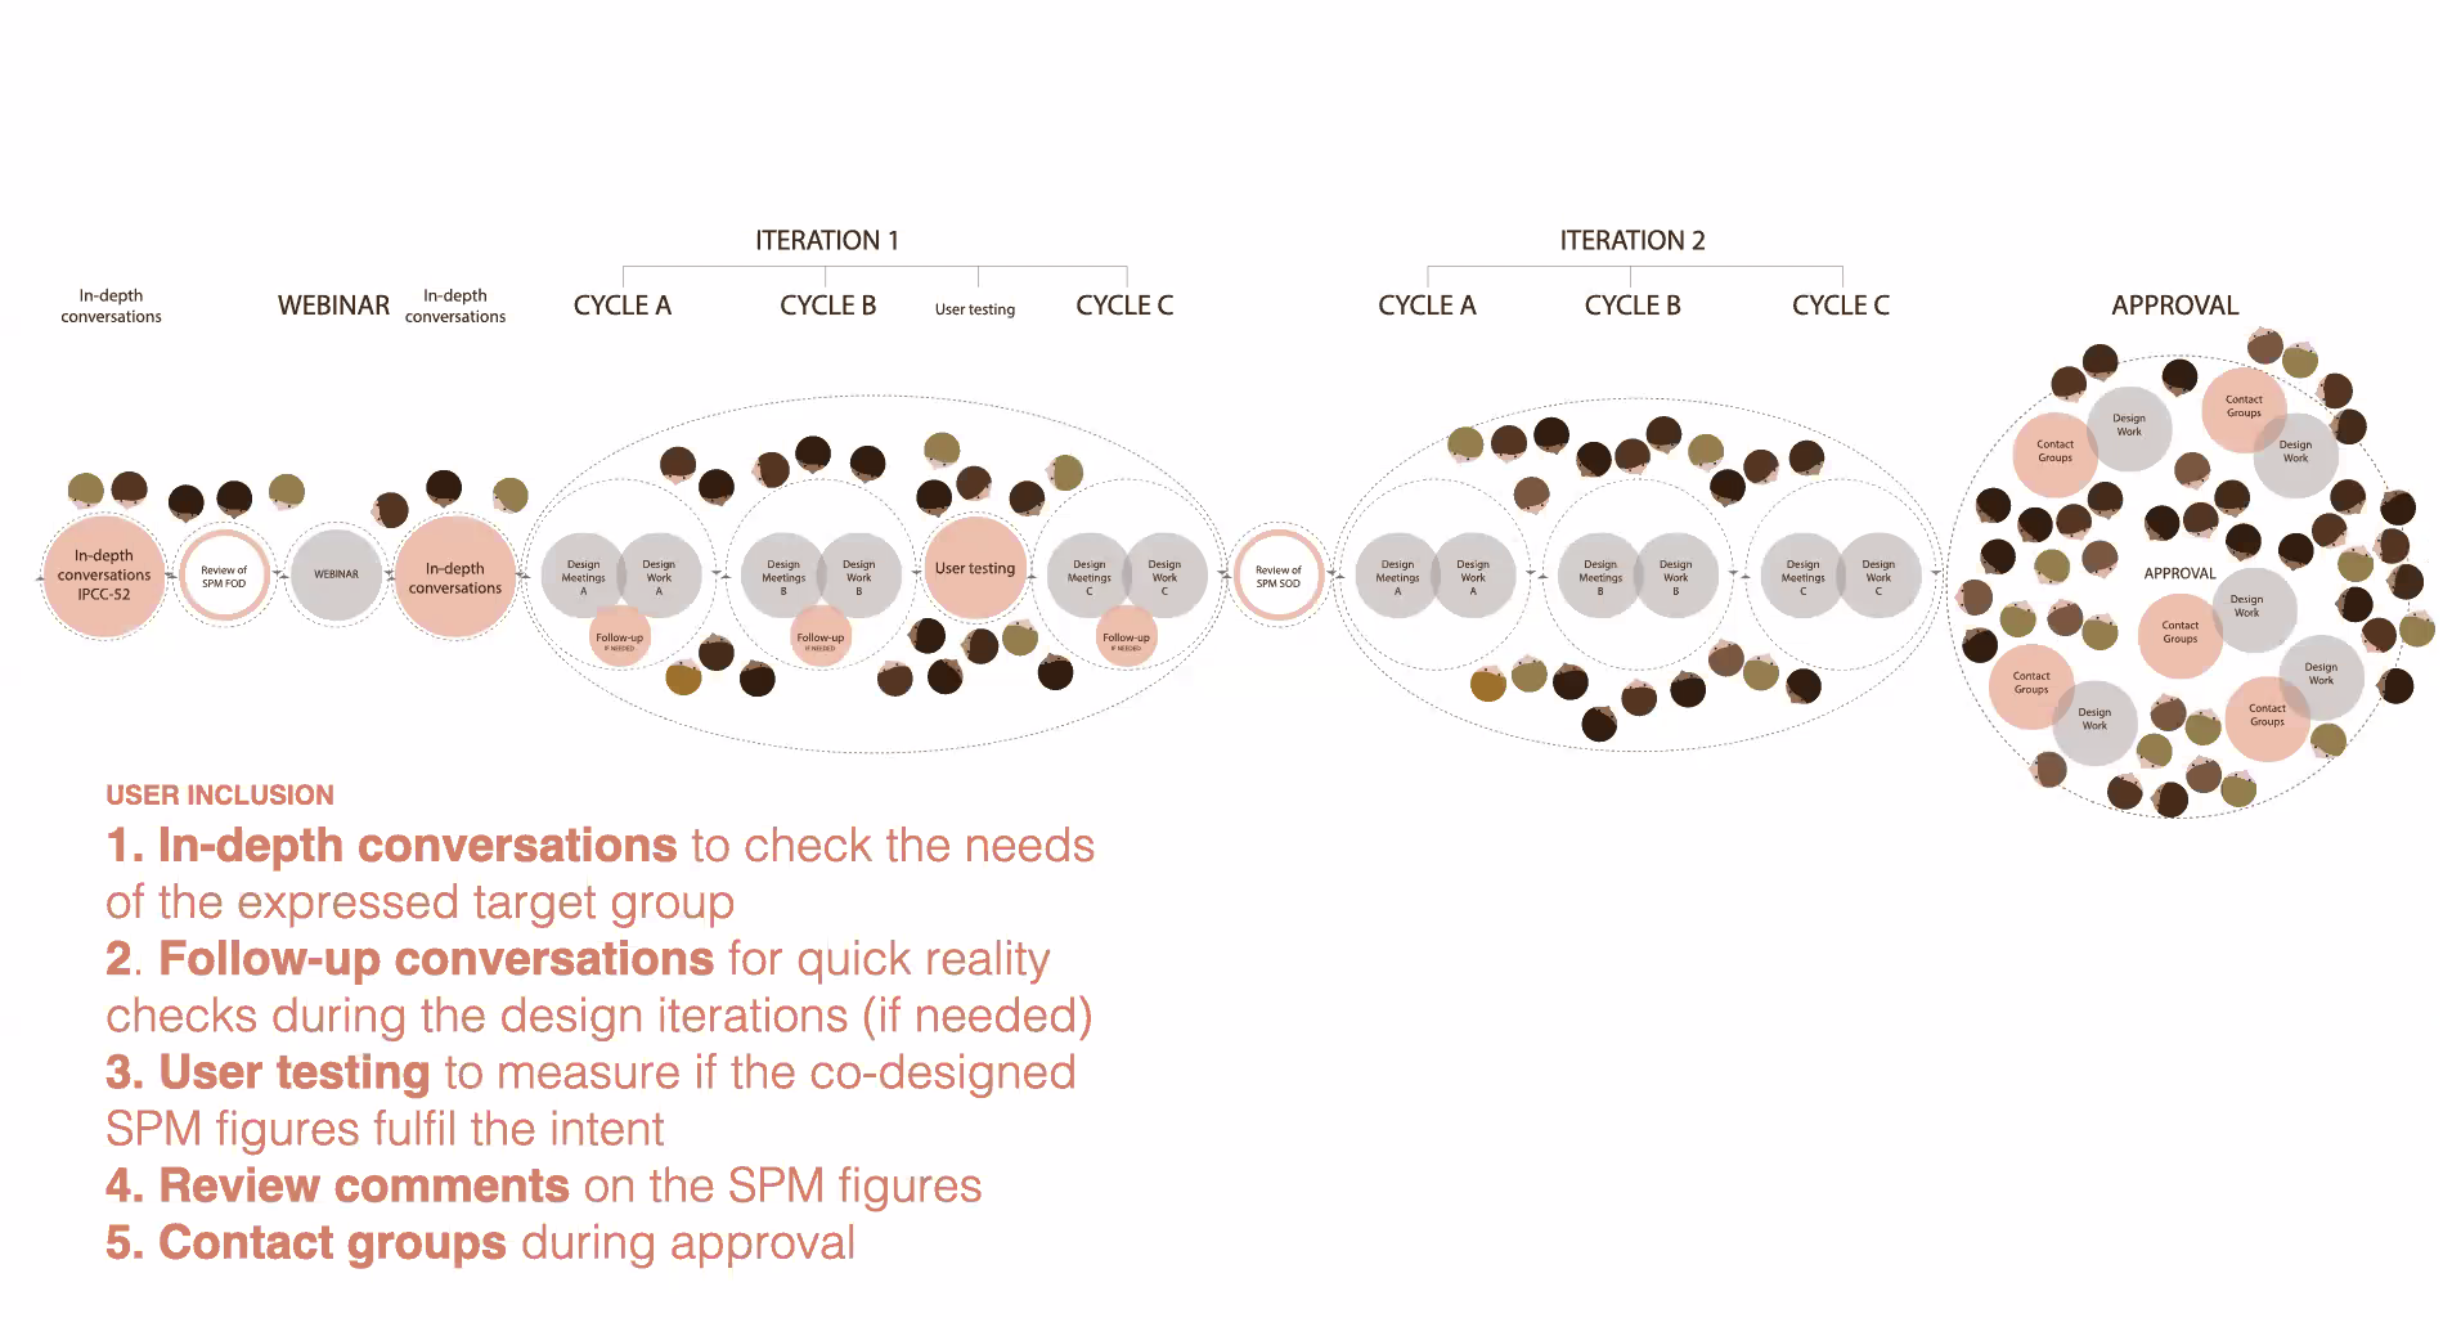 ITERATION 1
ITERATION 2
In-depth
conversations
WEBINAR
In-depth
conversations
CYCLE A
CYCLE B
User testing
CYCLE C
CYCLE A
CYCLE B
CYCLE C
APPROVAL
In-depth
conversations
IPCC-52
Review of
SPM FOD
WEBINAR
In-depth
conversations
Design
Meetings
A
Design
Work
A
Follow-up
IF NEEDED
Design
Meetings
B
Design
Work
B
Follow-up
IF NEEDED
User testing
Design
Meetings
C
Design
Work
C
Follow-up
IF NEEDED
Review of
SPM SOD
Design
Meetings
A
Design
Work
A
Design
Meetings
B
Design
Work
B
Design
Meetings
C
Design
Work
C
Contact
Groups
Design
Work
Contact
Groups
Design
Work
APPROVAL
Contact
Groups
Design
Work
Contact
Groups
Design
Work
Contact
Groups
Design
Work
USER INCLUSION
1. In-depth conversations to check the needs
of the expressed target group
2. Follow-up conversations for quick reality
checks during the design iterations (if needed)
3. User testing to measure if the co-designed
SPM figures fulfil the intent
4. Review comments on the SPM figures
5. Contact groups during approval